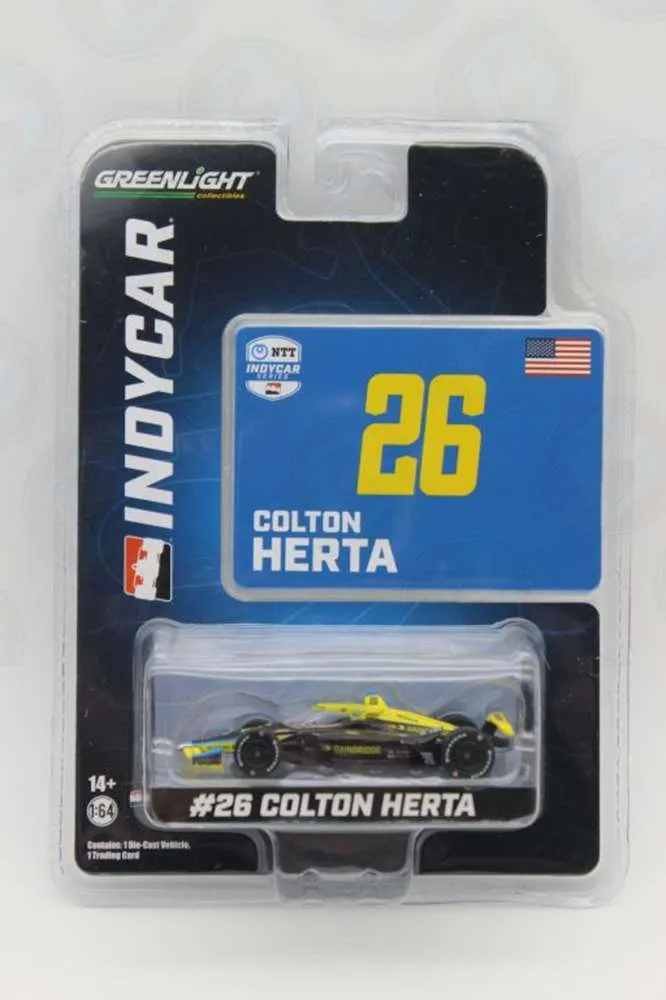 GREENLIGHT
collectibles
INDYCAR
NTT
INDYCAR
SERIES
26
COLTON
HERTA
GAINBRIDGE
#26 COLTON HERTA
14+
1:64
Contains: 1 Die-Cast Vehicle,
1 Trading Card